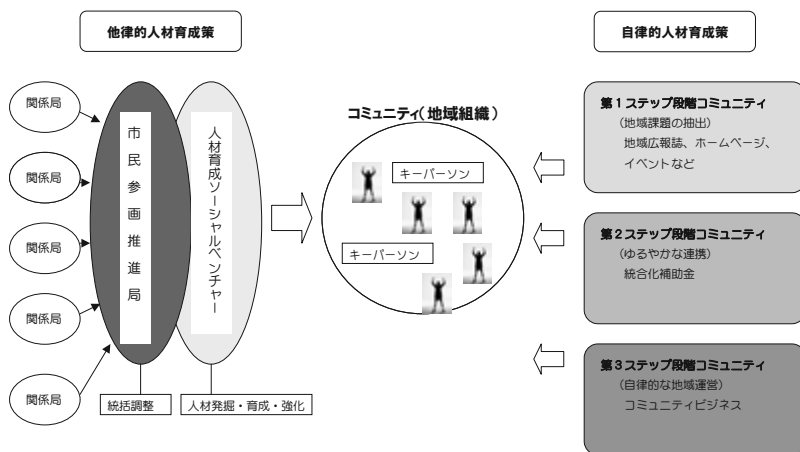 他律的人材育成策
自律的人材育成策
関係局
関係局
関係局
関係局
関係局
市民参画推進局
人材育成ソーシャルベンチャー
統括調整
人材発掘・育成・強化
コミュニティ(地域組織)
キーパーソン
キーパーソン
第1ステップ段階コミュニティ
(地域課題の抽出)
地域広報誌、ホームページ、
イベントなど
第2ステップ段階コミュニティ
(ゆるやかな連携)
統合化補助金
第3ステップ段階コミュニティ
(自律的な地域運営)
コミュニティビジネス